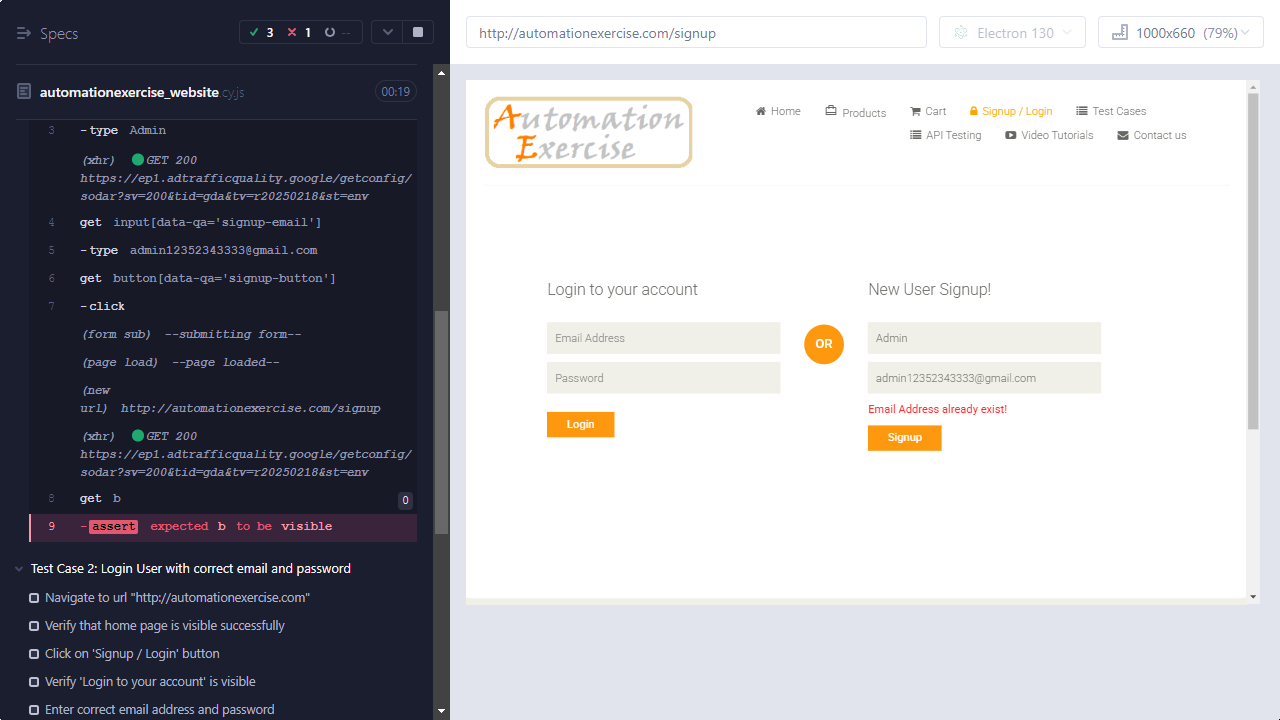 Specs
3
1
--
automationexercise_website.cy.js
00:19
3 -type Admin
(xhr) GET 200
https://ep1.adtrafficquality.google/getconfig/
sodar?sv=200&tid=gda&tv=r20250218&st=env
4 get input[data-qa='signup-email']
5 -type admin12352343333@gmail.com
6 get button[data-qa='signup-button']
7 -click
(form sub) --submitting form--
(page load) --page loaded--
(new
url) http://automationexercise.com/signup
(xhr) GET 200
https://ep1.adtrafficquality.google/getconfig/
sodar?sv=200&tid=gda&tv=r20250218&st=env
8 get b 0
9 -assert expected b to be visible
Test Case 2: Login User with correct email and password
Navigate to url "http://automationexercise.com"
Verify that home page is visible successfully
Click on 'Signup / Login' button
Verify 'Login to your account' is visible
Enter correct email address and password
http://automationexercise.com/signup
Electron 130
1000x660 (79%)
Automation
Exercise
Home Products Cart Signup / Login Test Cases
API Testing Video Tutorials Contact us
Login to your account
Email Address
Password
Login
OR
New User Signup!
Admin
admin12352343333@gmail.com
Email Address already exist!
Signup